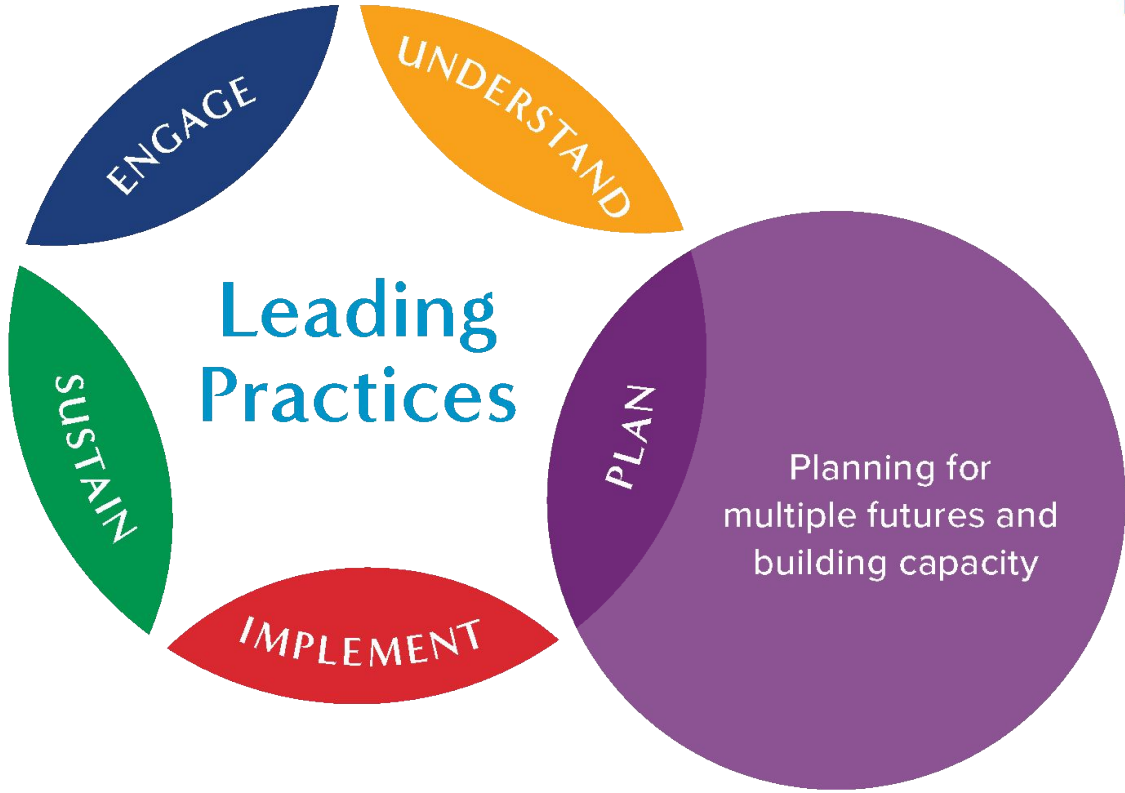 ENGAGE
UNDERSTAND
Leading
Practices
SUSTAIN
PLAN
Planning for
multiple futures and
building capacity
IMPLEMENT